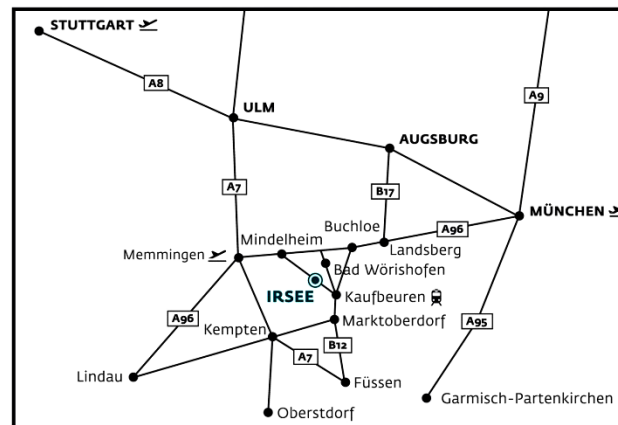 STUTTGART
A8
A9
ULM
AUGSBURG
A7
B17
MÜNCHEN
Buchloe
A96
Mindelheim
Landsberg
Memmingen
Bad Wörishofen
IRSEE
Kaufbeuren
A96
Kempten
Marktoberdorf
A95
B12
A7
Lindau
Füssen
Garmisch-Partenkirchen
Oberstdorf